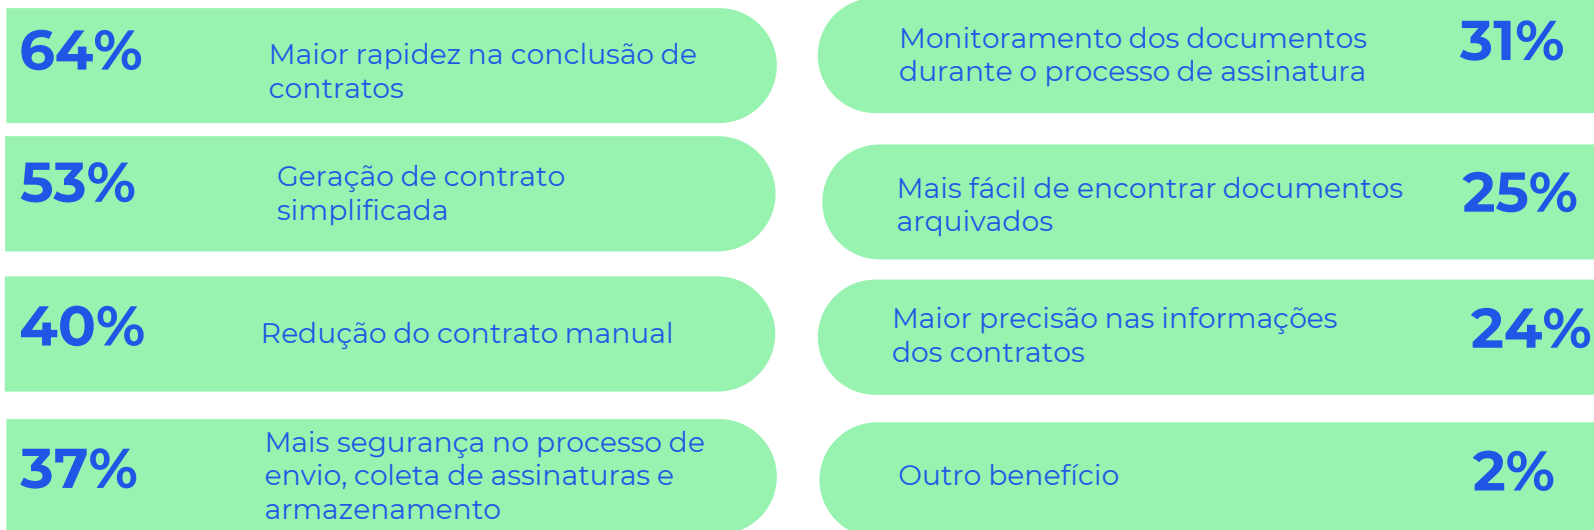 64%
Maior rapidez na conclusão de
contratos
53%
Geração de contrato
simplificada
40%
Redução do contrato manual
37%
Mais segurança no processo de
envio, coleta de assinaturas e
armazenamento
Monitoramento dos documentos
durante o processo de assinatura
31%
Mais fácil de encontrar documentos
arquivados
25%
Maior precisão nas informações
dos contratos
24%
Outro benefício
2%